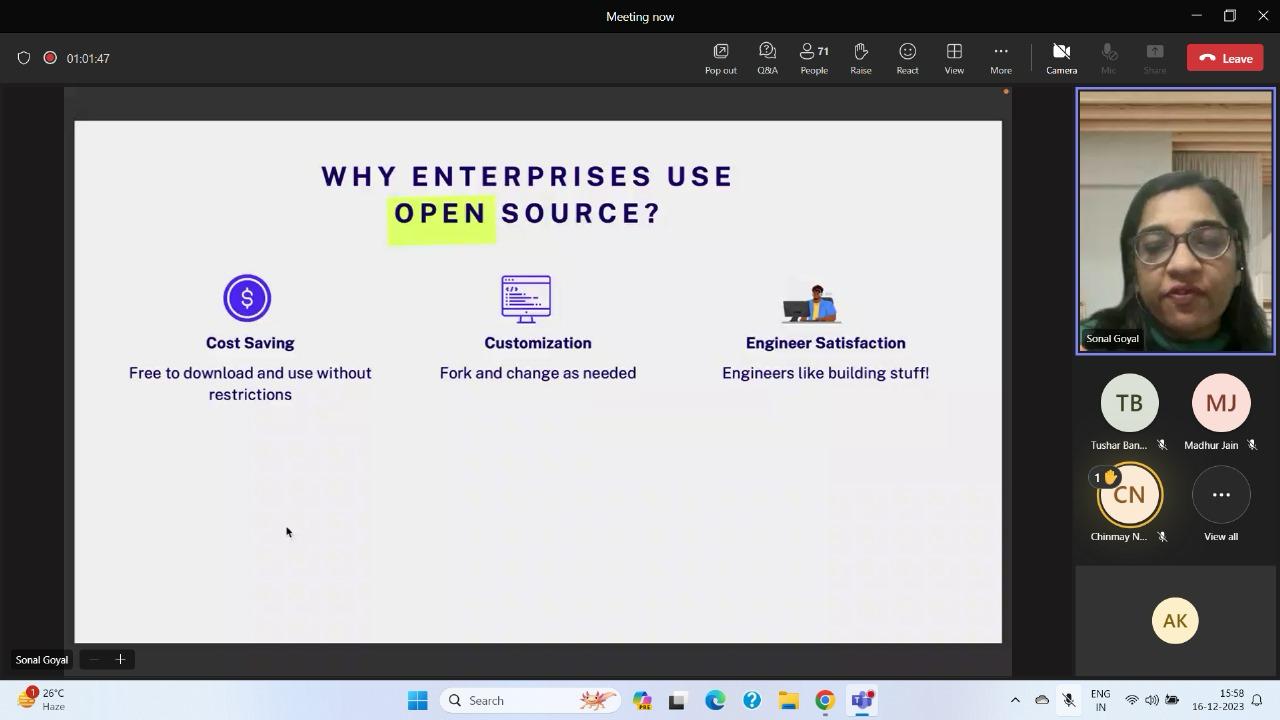 Meeting now
01:01:47
Pop out
Q&A
71
People
Raise
React
View
More
Camera
Mic
Share
Leave
WHY ENTERPRISES USE
OPEN SOURCE?
$
Cost Saving
Free to download and use without
restrictions
Customization
Fork and change as needed
Engineer Satisfaction
Engineers like building stuff!
Sonal Goyal
TB
Tushar Ban...
MJ
Madhur Jain
1
CN
Chinmay N...
View all
AK
Sonal Goyal
1
26°C
Haze
Search
ENG
IN
15:58
16-12-2023